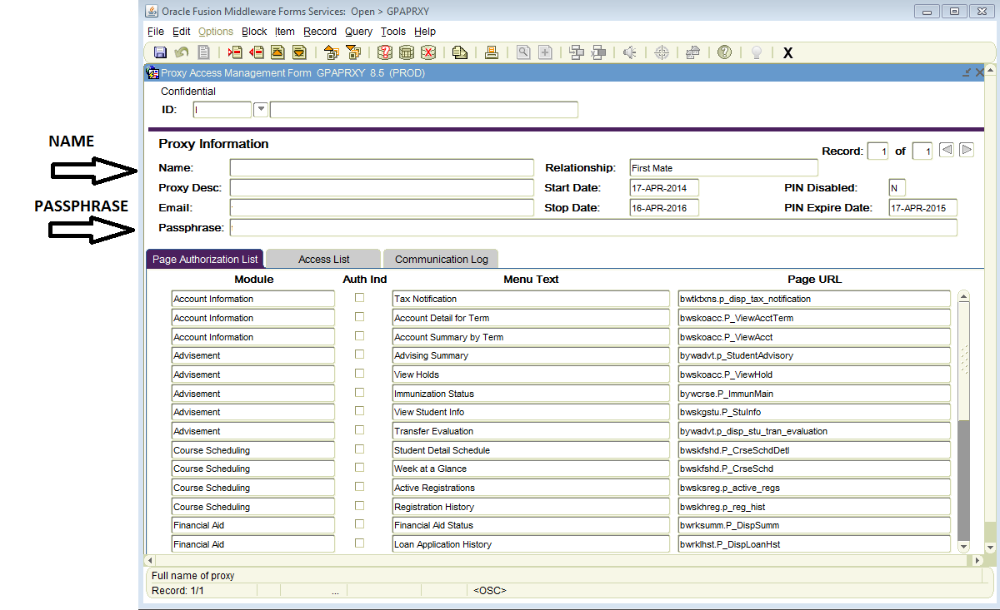 Oracle Fusion Middleware Forms Services: Open > GPAPRXY
File Edit Options Block Item Record Query Tools Help
X
Proxy Access Management Form GPAPRXY 8.5 (PROD)
Confidential
ID:
NAME
PASSPHRASE
Proxy Information
Record: 1 of 1
Name: Relationship: First Mate
Proxy Desc: Start Date: 17-APR-2014 PIN Disabled: N
Email: Stop Date: 16-APR-2016 PIN Expire Date: 17-APR-2015
Passphrase:
Page Authorization List Access List Communication Log
Module Auth Ind Menu Text Page URL
Account Information Tax Notification bwtktxns.p_disp_tax_notification
Account Information Account Detail for Term bwskoacc.P_ViewAcctTerm
Account Information Account Summary by Term bwskoacc.P_ViewAcct
Advisement Advising Summary bywadvt.p_StudentAdvisory
Advisement View Holds bwskoacc.P_ViewHold
Advisement Immunization Status bywcrse.P_ImmunMain
Advisement View Student Info bwskgstu.P_StuInfo
Advisement Transfer Evaluation bywadvt.p_disp_stu_tran_evaluation
Course Scheduling Student Detail Schedule bwskfshd.P_CrseSchdDetl
Course Scheduling Week at a Glance bwskfshd.P_CrseSchd
Course Scheduling Active Registrations bwsksreg.p_active_regs
Course Scheduling Registration History bwskhreg.p_reg_hist
Financial Aid Financial Aid Status bwrksumm.P_DispSumm
Financial Aid Loan Application History bwrklhst.P_DispLoanHst
Full name of proxy
Record: 1/1 ... <OSC>